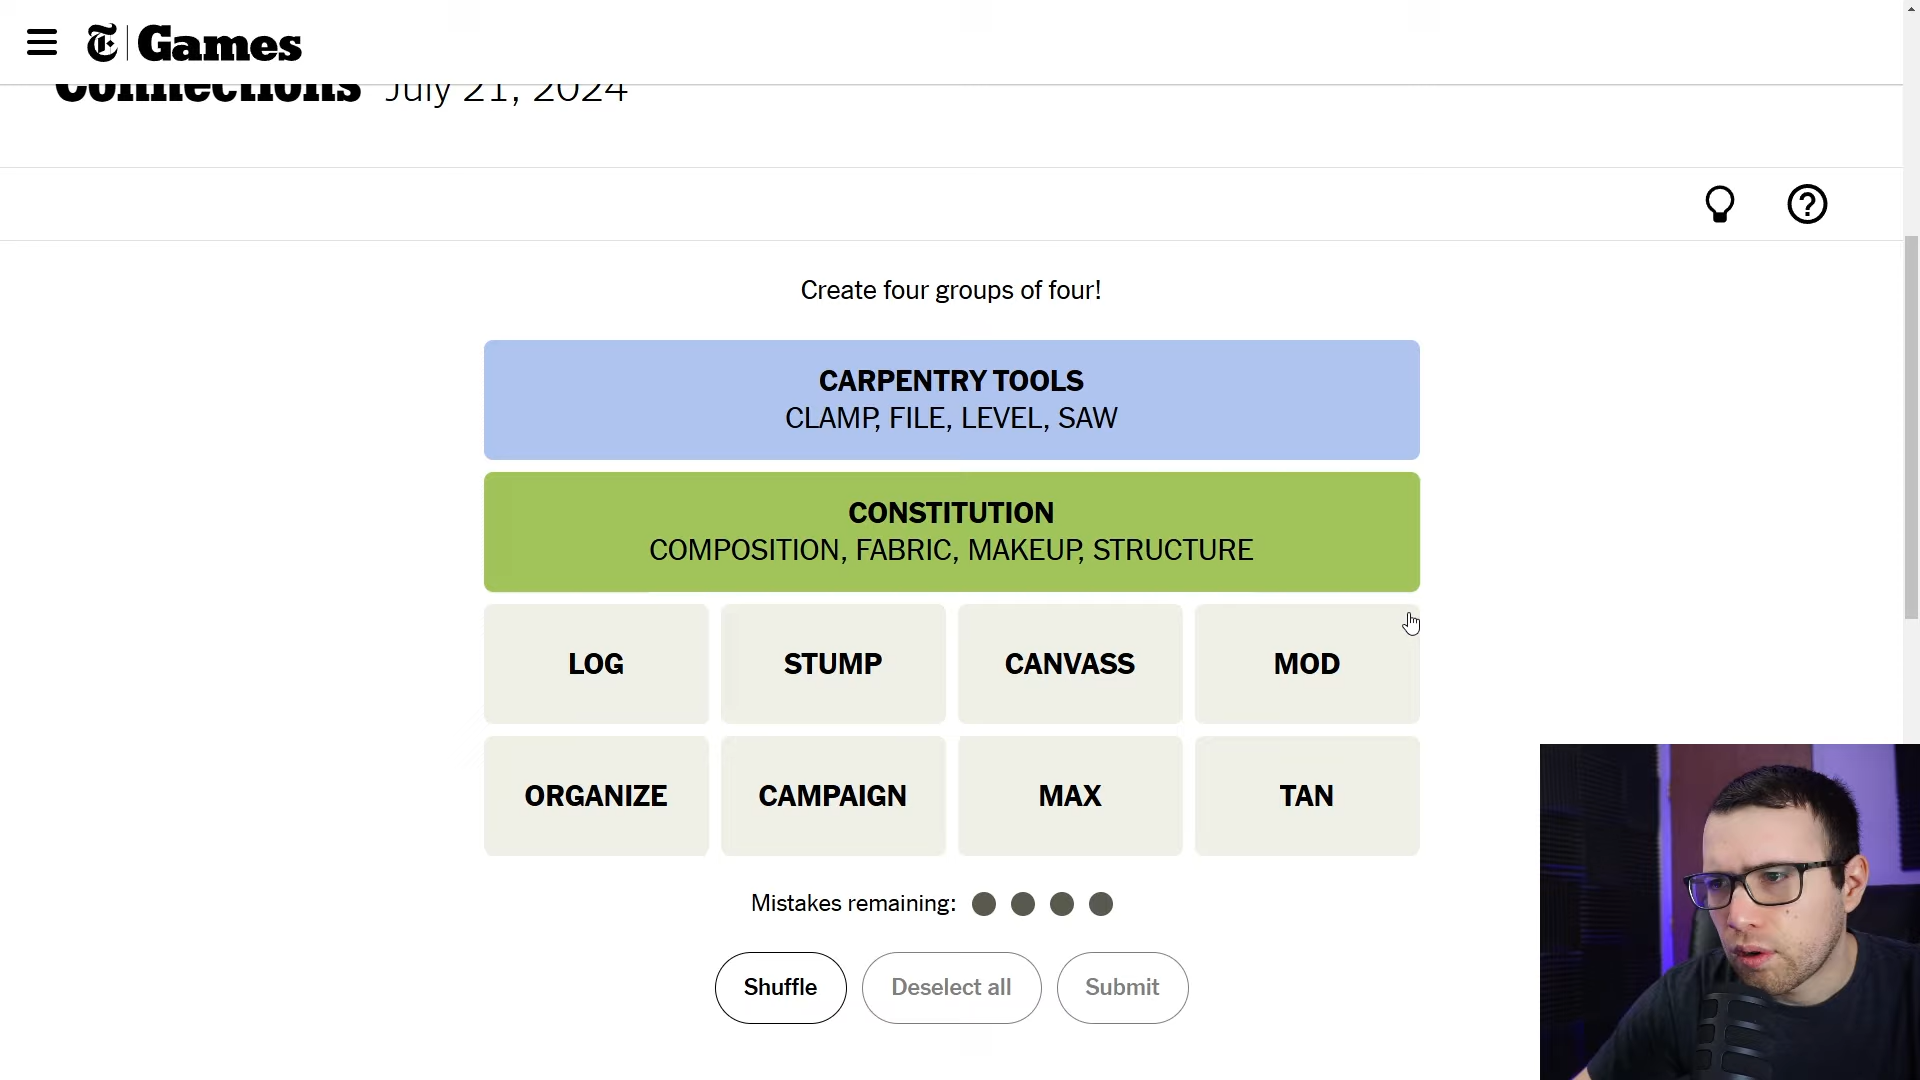 Games
Connections July 21, 2024
Create four groups of four!
CARPENTRY TOOLS
CLAMP, FILE, LEVEL, SAW
CONSTITUTION
COMPOSITION, FABRIC, MAKEUP, STRUCTURE
LOG STUMP CANVASS MOD
ORGANIZE CAMPAIGN MAX TAN
Mistakes remaining:
Shuffle Deselect all Submit